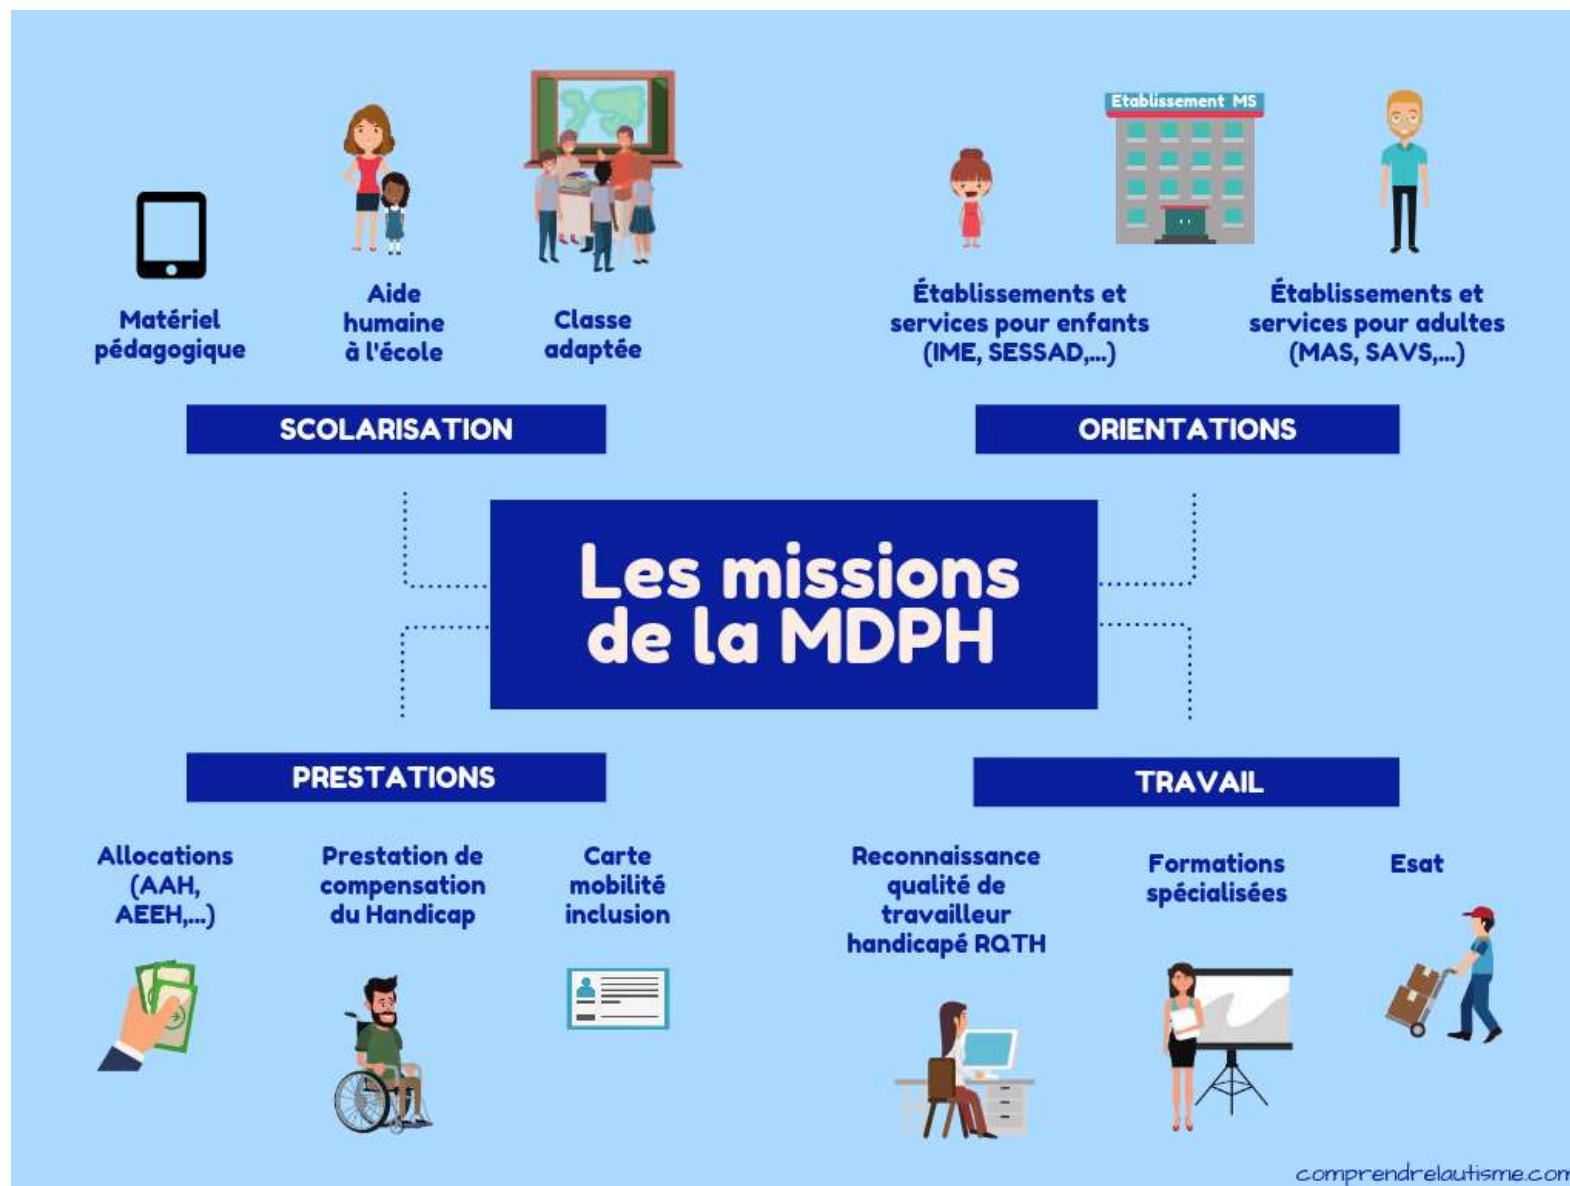 Matériel
pédagogique
Aide
humaine
à l'école
Classe
adaptée
SCOLARISATION
Etablissement MS
Établissements et
services pour enfants
(IME, SESSAD,...)
Établissements et
services pour adultes
(MAS, SAVS,...)
ORIENTATIONS
Les missions
de la MDPH
PRESTATIONS
Allocations
(AAH,
AEEH,...)
Prestation de
compensation
du Handicap
Carte
mobilité
inclusion
TRAVAIL
Reconnaissance
qualité de
travailleur
handicapé RQTH
Formations
spécialisées
Esat
comprendrelautisme.com